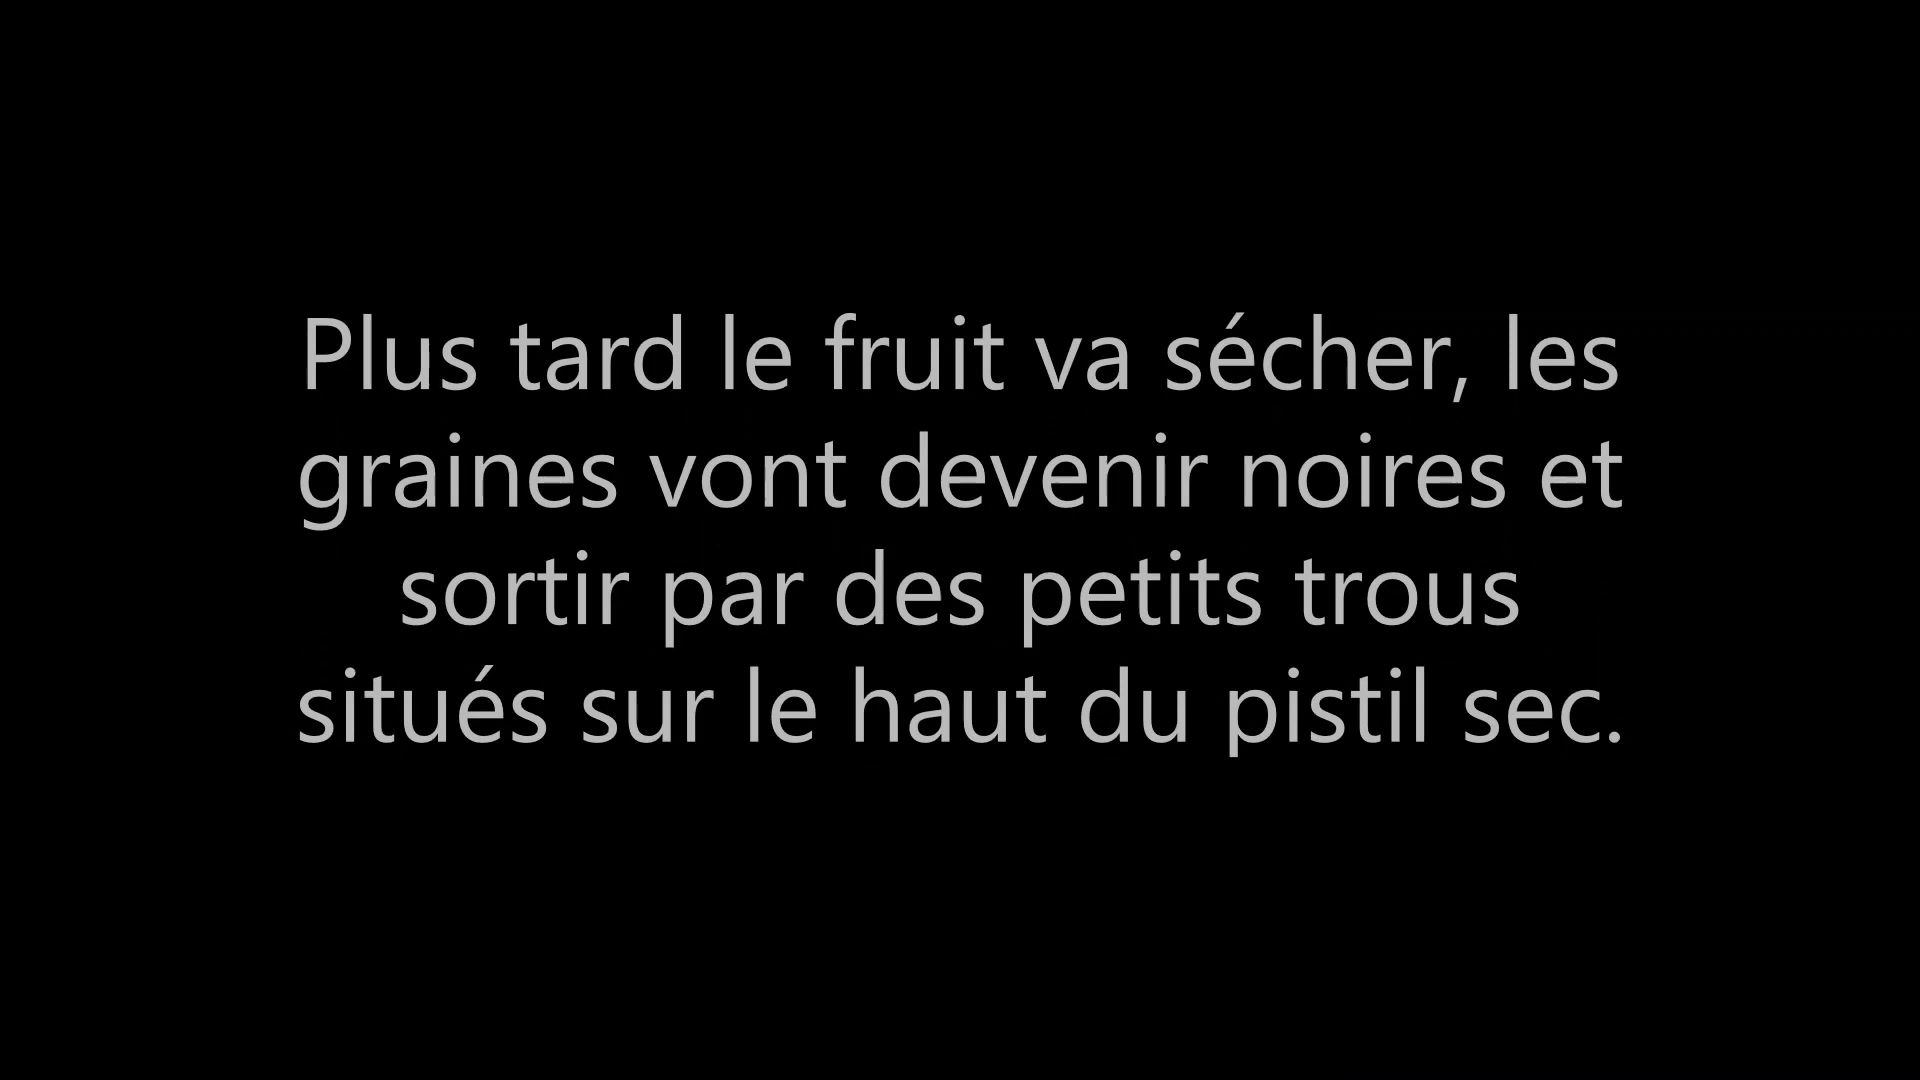 Plus tard le fruit va sécher, les
graines vont devenir noires et
sortir par des petits trous
situés sur le haut du pistil sec.